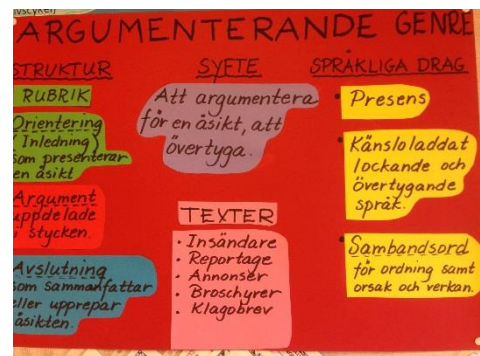 ARGUMENTERANDE GENRE
STRUKTUR
RUBRIK
Orientering
Inledning
som presenterar
en åsikt
Argument
uppdelade
i stycken.
Avslutning
som sammanfattar
eller upprepar
åsikten.
SYFTE
Att argumentera
för en åsikt, att
övertyga.
TEXTER
· Insändare
· Reportage
· Annonser
· Broschyrer
· Klagobrev
SPRÅKLIGA DRAG
• Presens
• Känsloladdat
lockande och
övertygande
språk.
• Sambandsord
för ordning samt
orsak och verkan.